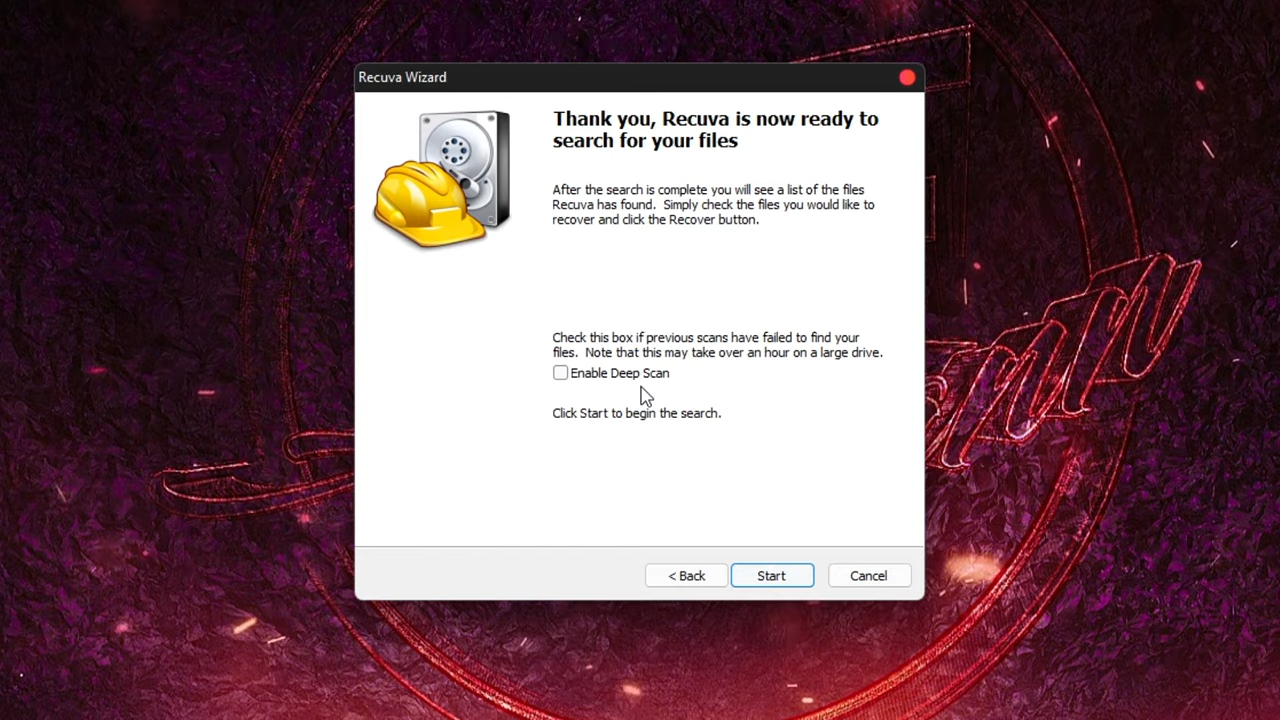 Recuva Wizard
Thank you, Recuva is now ready to
search for your files
After the search is complete you will see a list of the files
Recuva has found.  Simply check the files you would like to
recover and click the Recover button.
Check this box if previous scans have failed to find your
files.  Note that this may take over an hour on a large drive.
Enable Deep Scan
Click Start to begin the search.
< Back
Start
Cancel